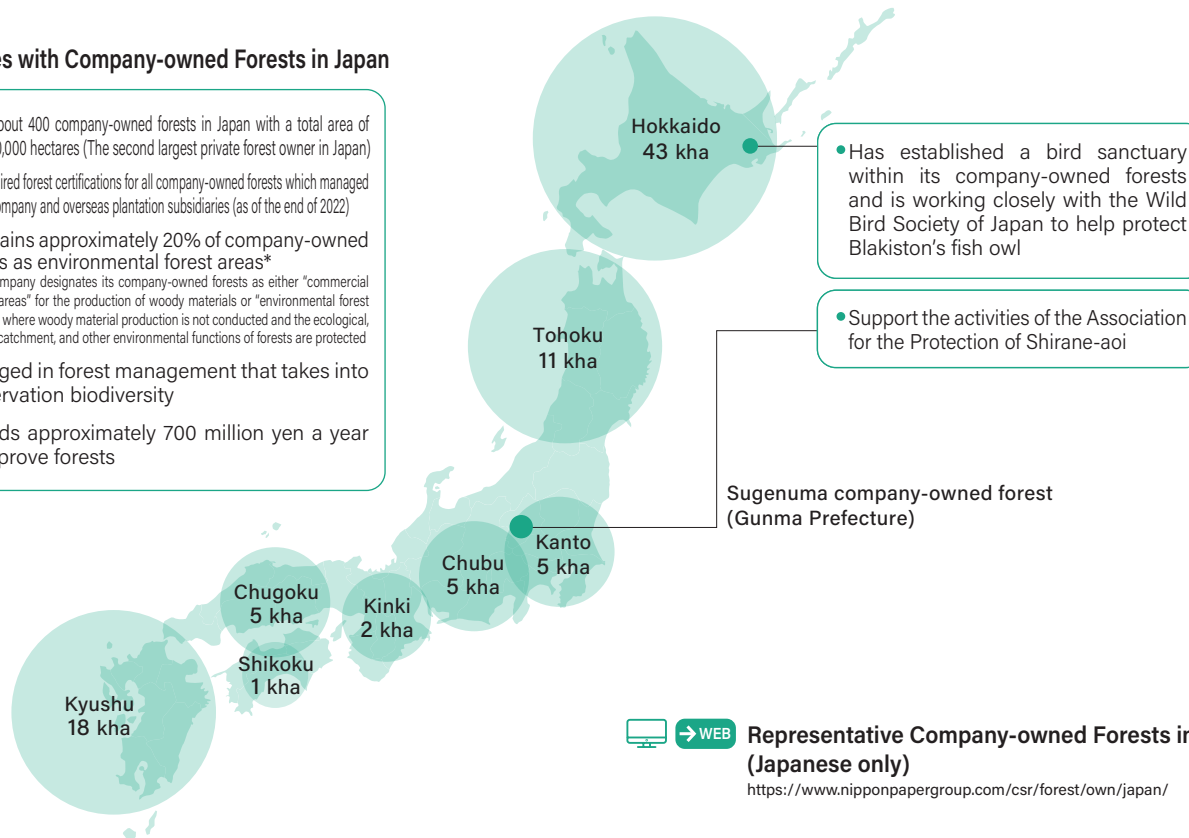 es with Company-owned Forests in Japan
bout 400 company-owned forests in Japan with a total area of
0,000 hectares (The second largest private forest owner in Japan)
ired forest certifications for all company-owned forests which managed
ompany and overseas plantation subsidiaries (as of the end of 2022)
ains approximately 20% of company-owned
s as environmental forest areas*
ompany designates its company-owned forests as either “commercial
areas” for the production of woody materials or “environmental forest
where woody material production is not conducted and the ecological,
catchment, and other environmental functions of forests are protected
ged in forest management that takes into
ervation biodiversity
ds approximately 700 million yen a year
prove forests
Hokkaido
43 kha
•Has established a bird sanctuary
within its company-owned forests
and is working closely with the Wild
Bird Society of Japan to help protect
Blakiston’s fish owl
•Support the activities of the Association
for the Protection of Shirane-aoi
Tohoku
11 kha
Sugenuma company-owned forest
(Gunma Prefecture)
Kanto
5 kha
Chubu
5 kha
Chugoku
5 kha
Kinki
2 kha
Shikoku
1 kha
Kyushu
18 kha
→WEB
Representative Company-owned Forests in
(Japanese only)
https://www.nipponpapergroup.com/csr/forest/own/japan/